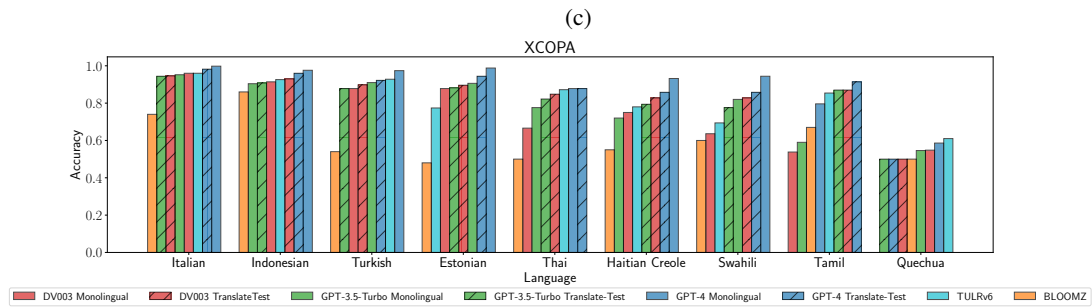 (c)
XCOPA
1.0
0.8
0.6
0.4
0.2
0.0
Accuracy
Italian Indonesian Turkish Estonian Thai Haitian Creole Swahili Tamil Quechua
Language
DV003 Monolingual DV003 TranslateTest GPT-3.5-Turbo Monolingual GPT-3.5-Turbo Translate-Test GPT-4 Monolingual GPT-4 Translate-Test TULRv6 BLOOMZ